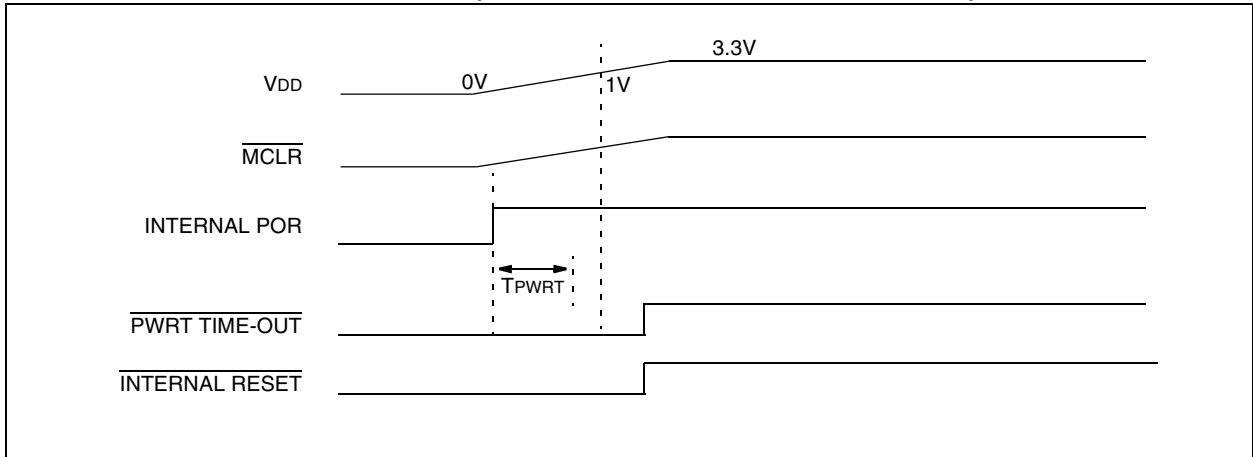 3.3V
VDD 0V 1V
MCLR
INTERNAL POR
TPWRT
PWRT TIME-OUT
INTERNAL RESET